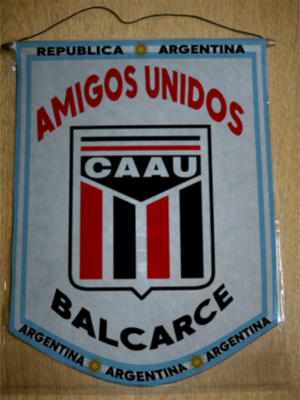 REPUBLICA ARGENTINA
AMIGOS UNIDOS
CAAU
BALCARCE
ARGENTINA ARGENTINA ARGENTINA